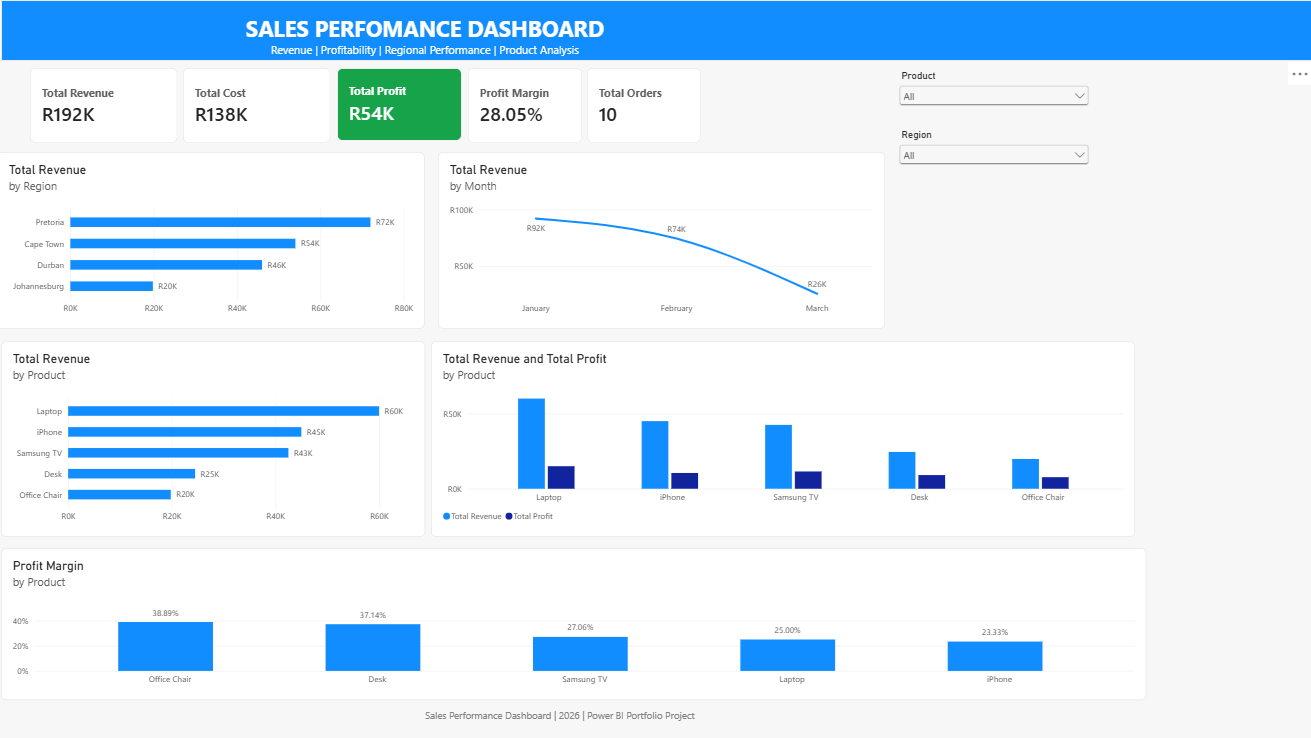 SALES PERFOMANCE DASHBOARD
Revenue | Profitability | Regional Performance | Product Analysis
Total Revenue
R192K
Total Cost
R138K
Total Profit
R54K
Profit Margin
28.05%
Total Orders
10
Product
All
Region
All
Total Revenue
by Region
Pretoria R72K
Cape Town R54K
Durban R46K
Johannesburg R20K
R0K R20K R40K R60K R80K
Total Revenue
by Month
R100K
R50K
R92K
R74K
R26K
January February March
Total Revenue
by Product
Laptop R60K
iPhone R45K
Samsung TV R43K
Desk R25K
Office Chair R20K
R0K R20K R40K R60K
Total Revenue and Total Profit
by Product
R50K
R0K
Laptop iPhone Samsung TV Desk Office Chair
Total Revenue Total Profit
Profit Margin
by Product
40%
20%
0%
38.89% 37.14% 27.06% 25.00% 23.33%
Office Chair Desk Samsung TV Laptop iPhone
Sales Performance Dashboard | 2026 | Power BI Portfolio Project